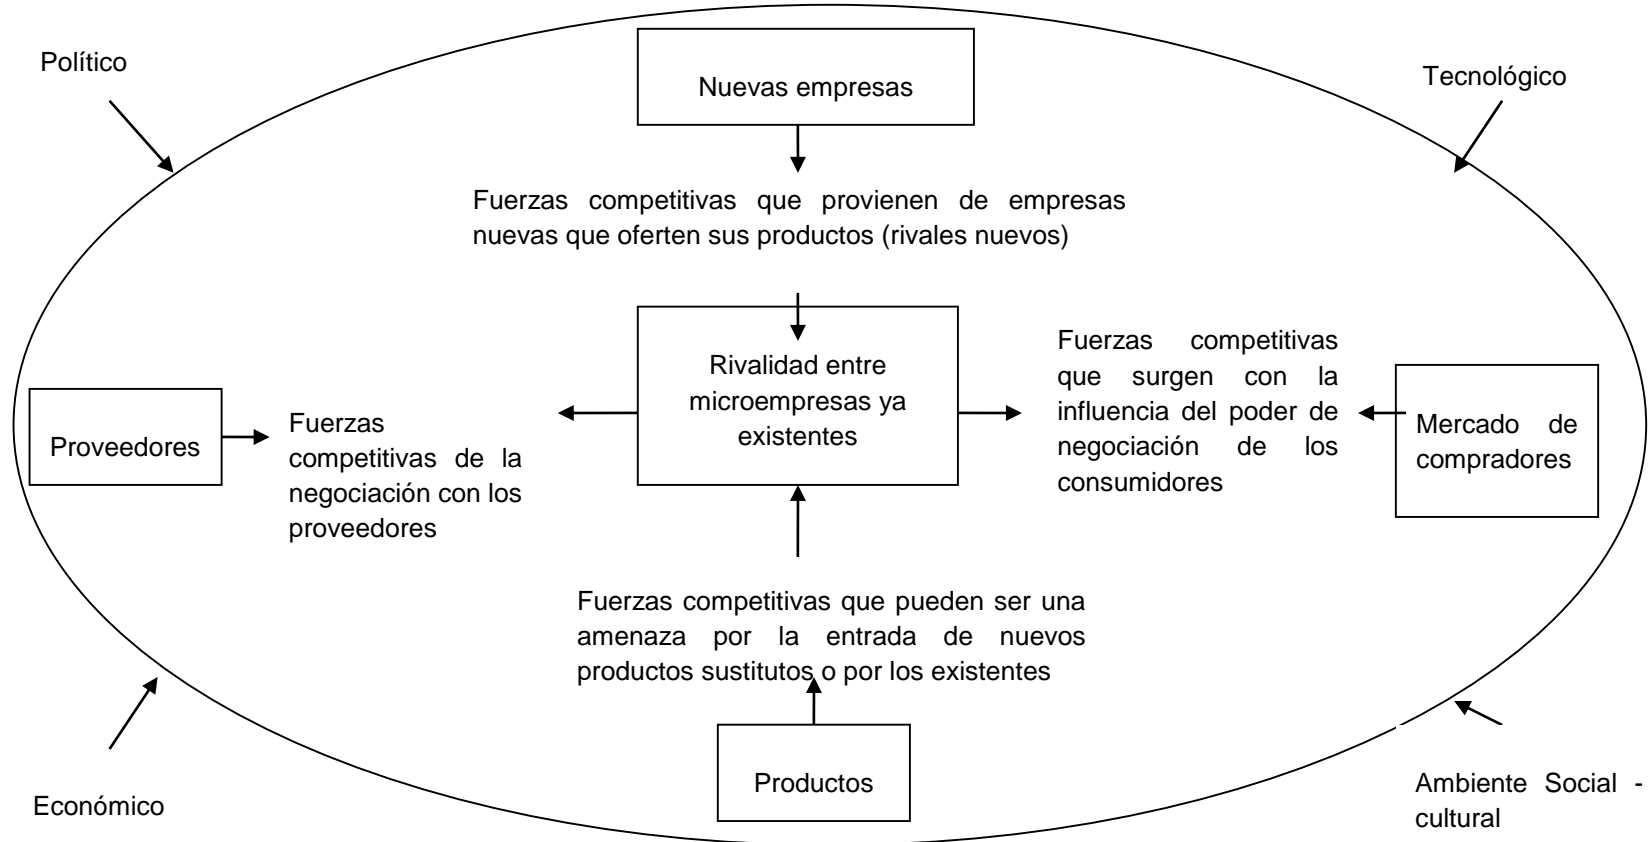 Político
Nuevas empresas
Tecnológico
Fuerzas competitivas que provienen de empresas
nuevas que oferten sus productos (rivales nuevos)
Rivalidad entre
microempresas ya
existentes
Fuerzas competitivas
que surgen con la
influencia del poder de
negociación de los
consumidores
Mercado de
compradores
Proveedores
Fuerzas
competitivas de la
negociación con los
proveedores
Fuerzas competitivas que pueden ser una
amenaza por la entrada de nuevos
productos sustitutos o por los existentes
Productos
Económico
Ambiente Social -
cultural